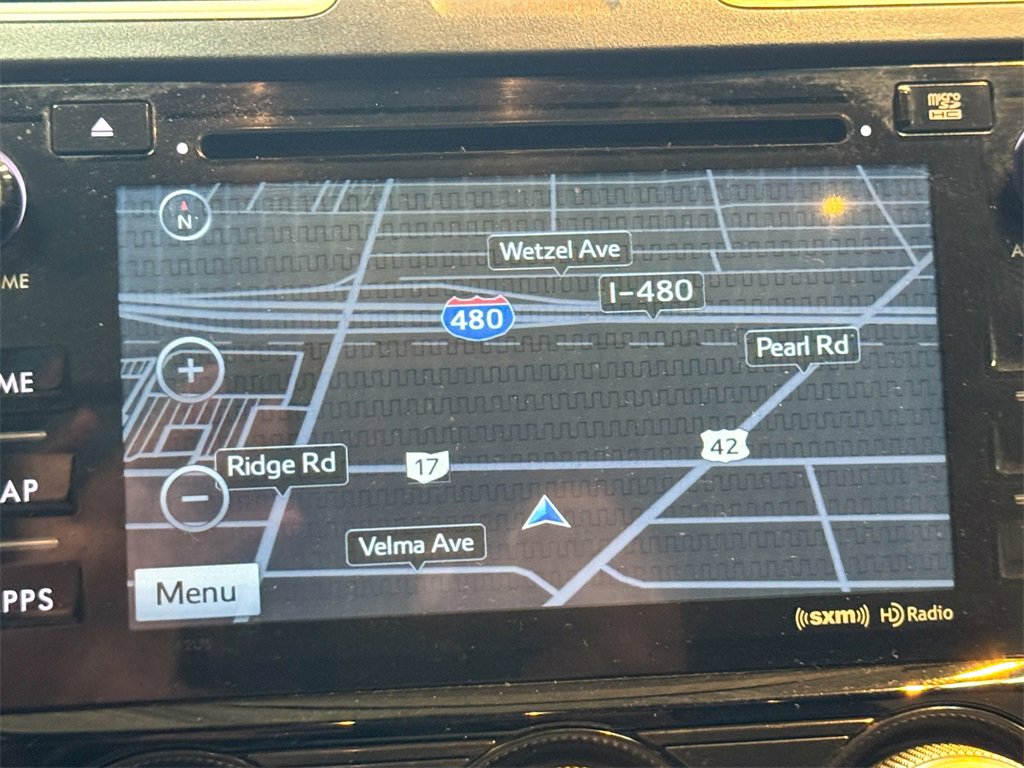 micro
SD
HC
N
Wetzel Ave
I-480
480
Pearl Rd
+
ME
ME
42
Ridge Rd
17
AP
−
Velma Ave
Menu
PPS
(((sxm))) HD Radio
A